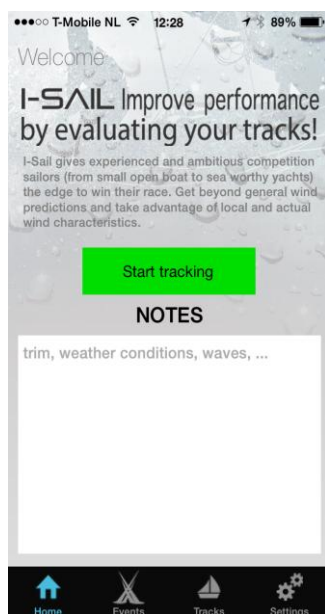 ●●●○○ T-Mobile NL 12:28 89%
Welcome
I-SAIL Improve performance
by evaluating your tracks!
I-Sail gives experienced and ambitious competition
sailors (from small open boat to sea worthy yachts)
the edge to win their race. Get beyond general wind
predictions and take advantage of local and actual
wind characteristics.
Start tracking
NOTES
trim, weather conditions, waves, ...
Home Events Tracks Settings